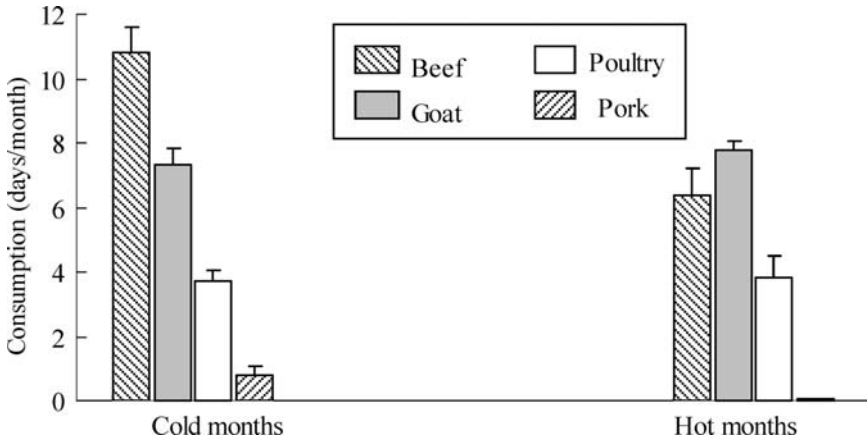 12
10
8
6
4
2
0
Consumption (days/month)
Beef
Poultry
Goat
Pork
Cold months
Hot months